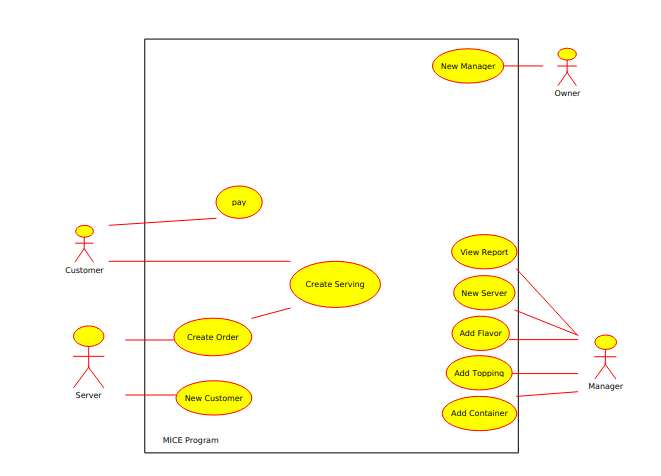 New Manager
Owner
pay
Customer
View Report
Create Serving
New Server
Add Flavor
Create Order
Add Topping
Manager
Server
New Customer
Add Container
MICE Program